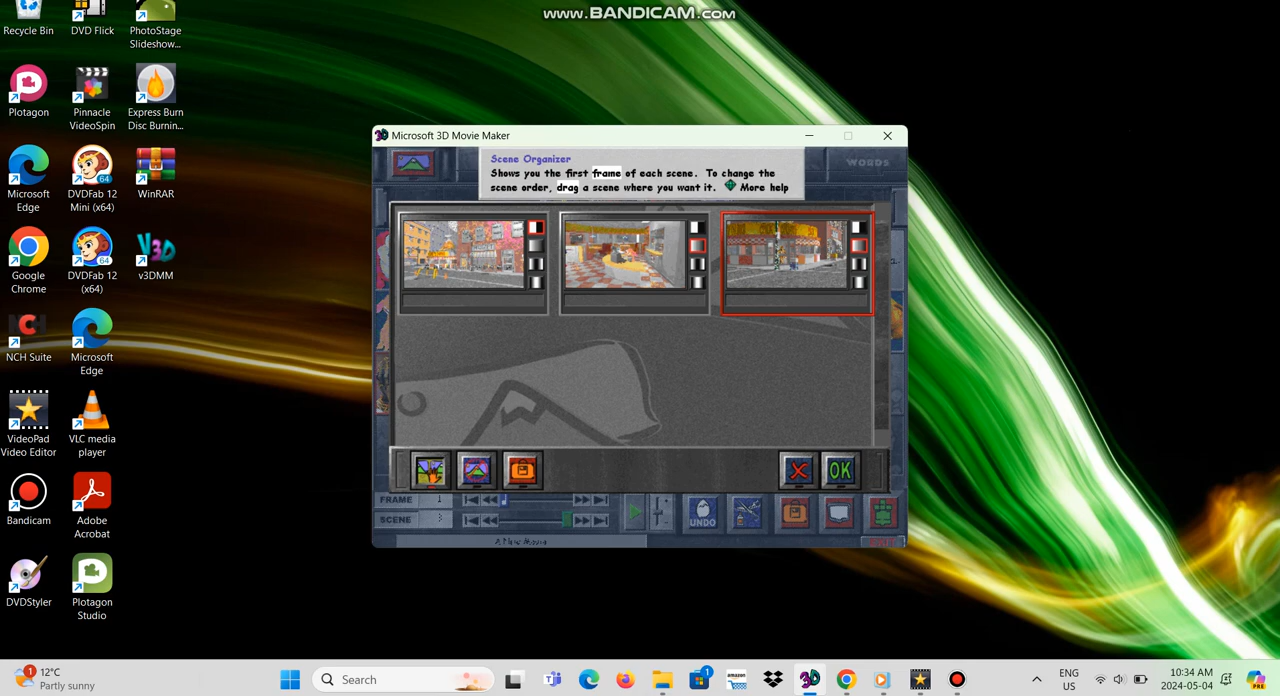 www.BANDICAM.com
Recycle Bin
DVD Flick
PhotoStage
Slideshow...
Plotagon
Pinnacle
VideoSpin
Express Burn
Disc Burnin...
Microsoft
Edge
DVDFab 12
Mini (x64)
WinRAR
Google
Chrome
DVDFab 12
(x64)
v3DMM
NCH Suite
Microsoft
Edge
VideoPad
Video Editor
VLC media
player
Bandicam
Adobe
Acrobat
DVDStyler
Plotagon
Studio
Microsoft 3D Movie Maker
WORDS
Scene Organizer
Shows you the first frame of each scene. To change the
scene order, drag a scene where you want it. More help
OK
FRAME 1
SCENE 3
UNDO
QUIT
12°C
Partly sunny
Search
ENG
US
10:34 AM
2024-05-04